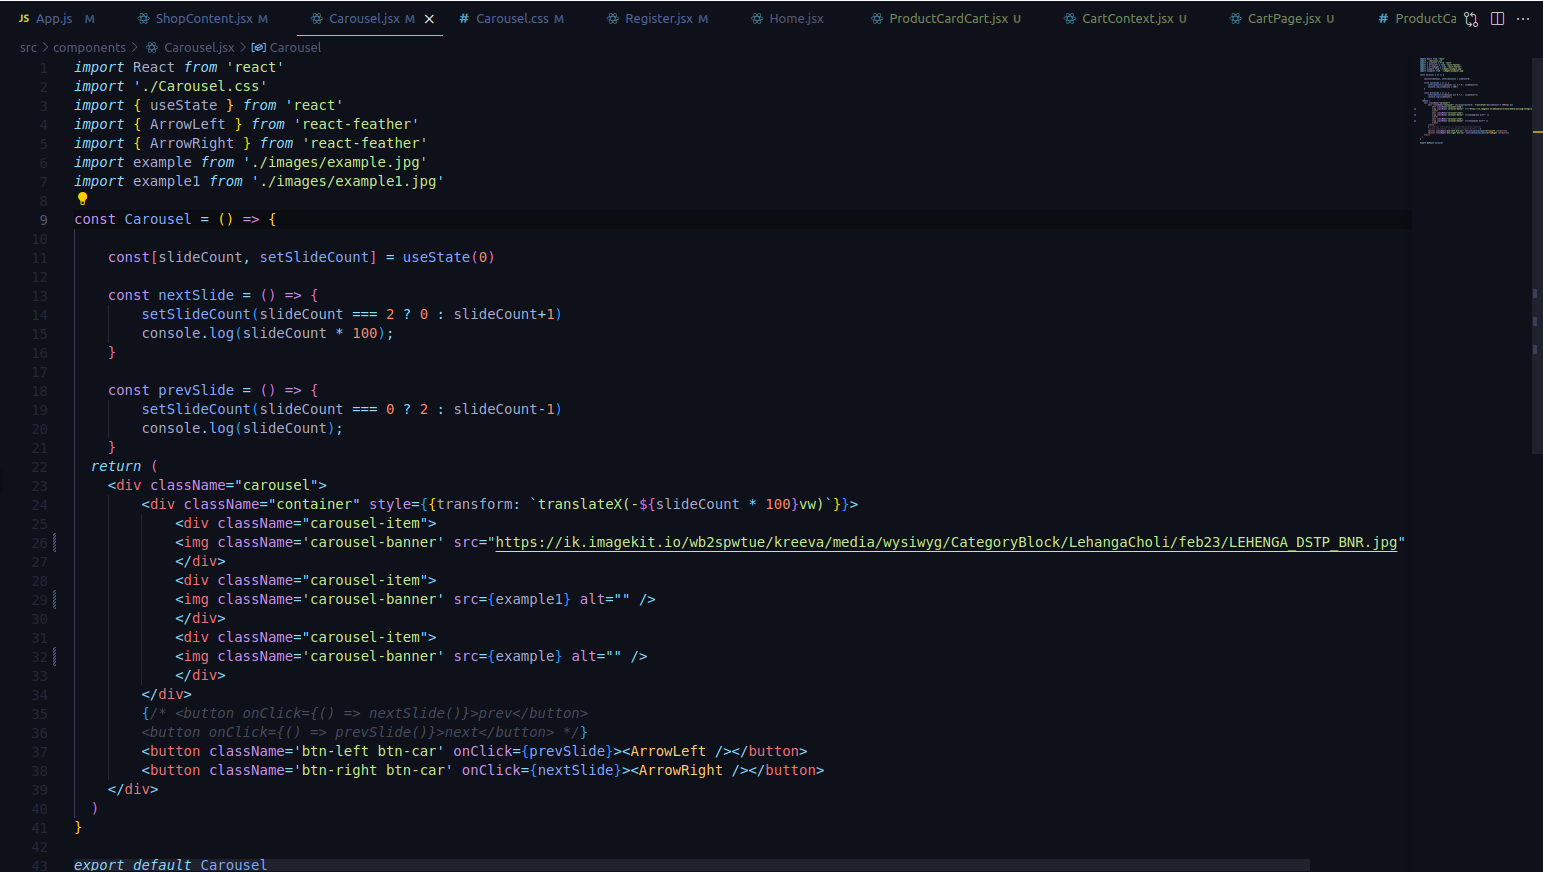 JS App.js M ShopContent.jsx M Carousel.jsx M # Carousel.css M Register.jsx M Home.jsx ProductCardCart.jsx U CartContext.jsx U CartPage.jsx U # ProductCa
src > components > Carousel.jsx > Carousel
1 import React from 'react'
2 import './Carousel.css'
3 import { useState } from 'react'
4 import { ArrowLeft } from 'react-feather'
5 import { ArrowRight } from 'react-feather'
6 import example from './images/example.jpg'
7 import example1 from './images/example1.jpg'
8
9 const Carousel = () => {
10
11 const[slideCount, setSlideCount] = useState(0)
12
13 const nextSlide = () => {
14 setSlideCount(slideCount === 2 ? 0 : slideCount+1)
15 console.log(slideCount * 100);
16 }
17
18 const prevSlide = () => {
19 setSlideCount(slideCount === 0 ? 2 : slideCount-1)
20 console.log(slideCount);
21 }
22 return (
23 <div className="carousel">
24 <div className="container" style={{transform: `translateX(-${slideCount * 100}vw)`}}>
25 <div className="carousel-item">
26 <img className='carousel-banner' src="https://ik.imagekit.io/wb2spwtue/kreeva/media/wysiwyg/CategoryBlock/LehangaCholi/feb23/LEHENGA_DSTP_BNR.jpg"
27 </div>
28 <div className="carousel-item">
29 <img className='carousel-banner' src={example1} alt="" />
30 </div>
31 <div className="carousel-item">
32 <img className='carousel-banner' src={example} alt="" />
33 </div>
34 </div>
35 {/* <button onClick={() => nextSlide()}>prev</button>
36 <button onClick={() => prevSlide()}>next</button> */}
37 <button className='btn-left btn-car' onClick={prevSlide}><ArrowLeft /></button>
38 <button className='btn-right btn-car' onClick={nextSlide}><ArrowRight /></button>
39 </div>
40 )
41 }
42
43 export default Carousel